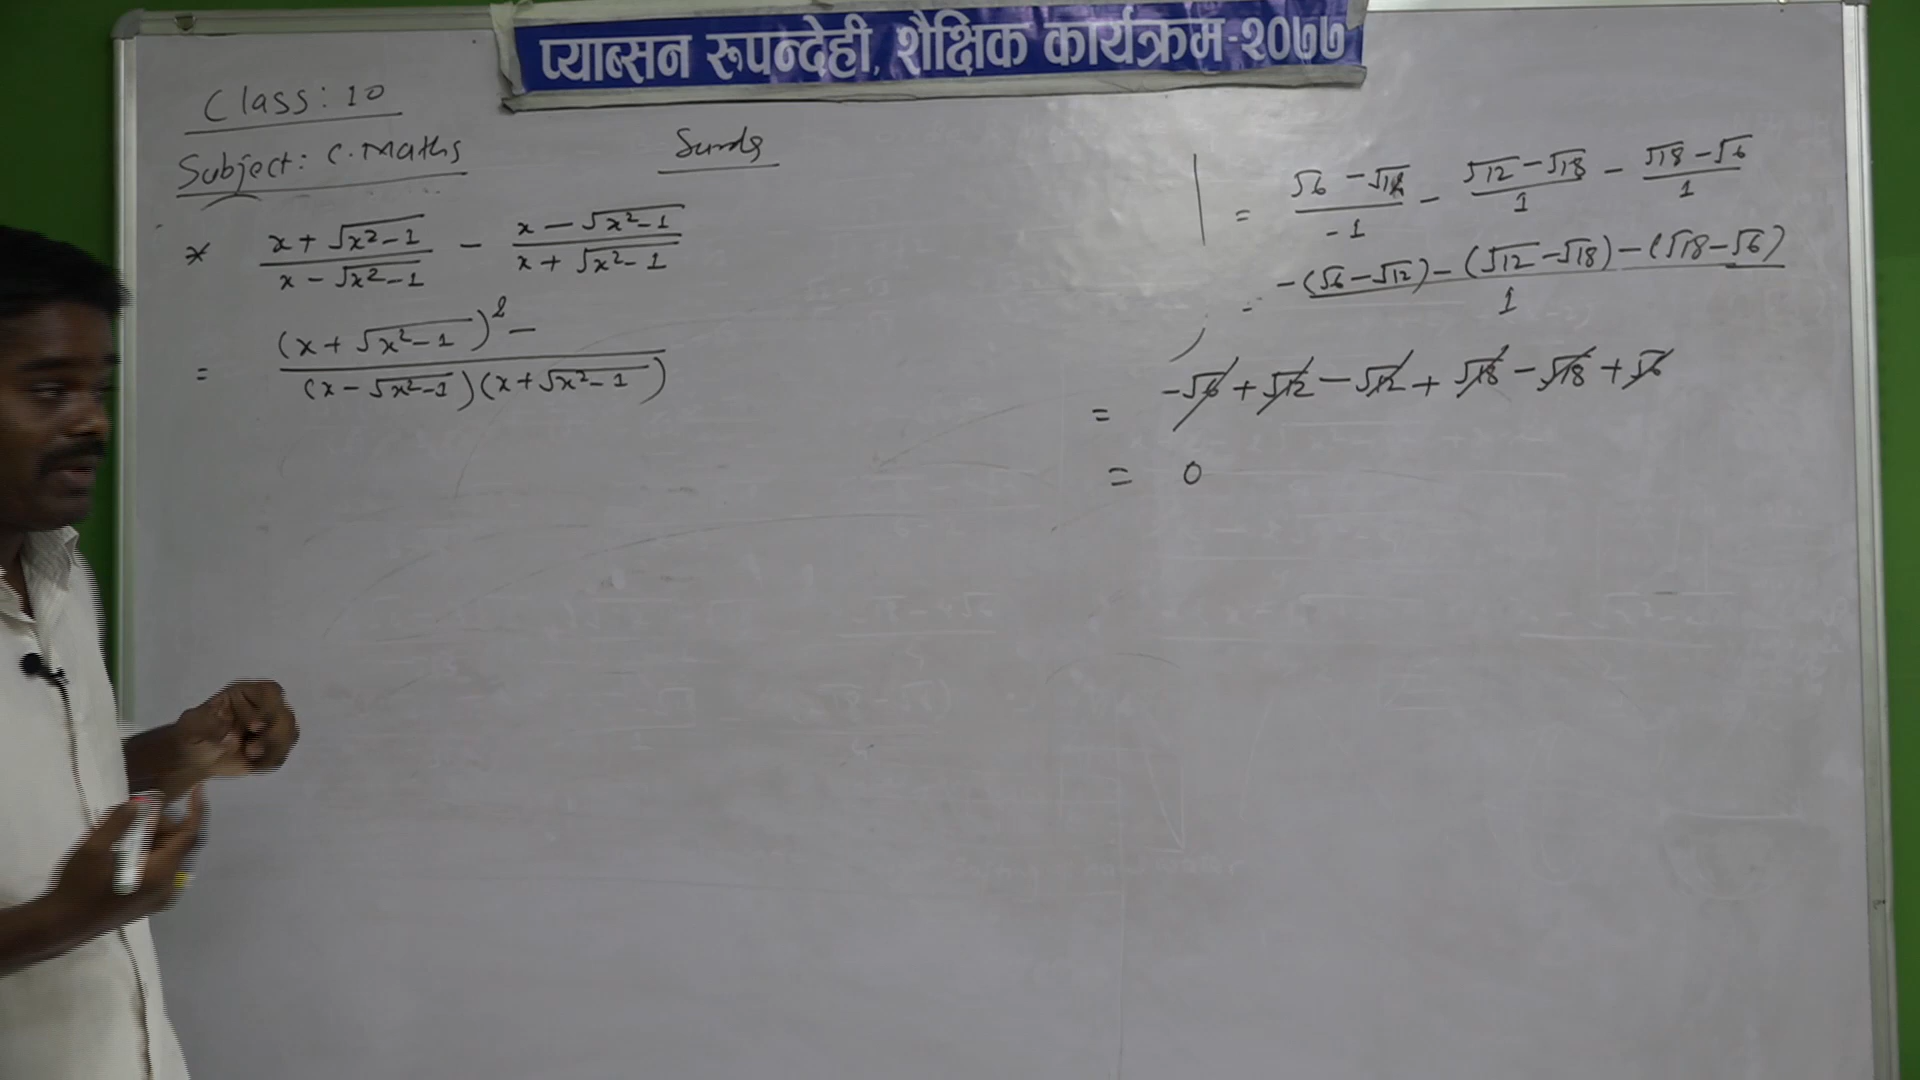 प्याब्सन रूपन्देही, शैक्षिक कार्यक्रम-२०७७
Class: 10
Subject: C. Maths
Surds
* (x + √(x² - 1))/(x - √(x² - 1)) - (x - √(x² - 1))/(x + √(x² - 1))
= ((x + √(x² - 1))² -)/((x - √(x² - 1))(x + √(x² - 1)))
= (√6 - √12)/(-1) - (√12 - √18)/1 - (√18 - √6)/1
= (-(√6 - √12) - (√12 - √18) - (√18 - √6))/1
= -√6 + √12 - √12 + √18 - √18 + √6
= 0